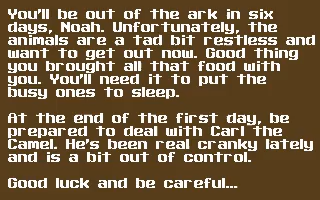 You'll be out of the ark in six
days, Noah. Unfortunately, the
animals are a tad bit restless and
want to get out now. Good thing
you brought all that food with
you. You'll need it to put the
busy ones to sleep.
At the end of the first day, be
prepared to deal with Carl the
Camel. He's been real cranky lately
and is a bit out of control.
Good luck and be careful...